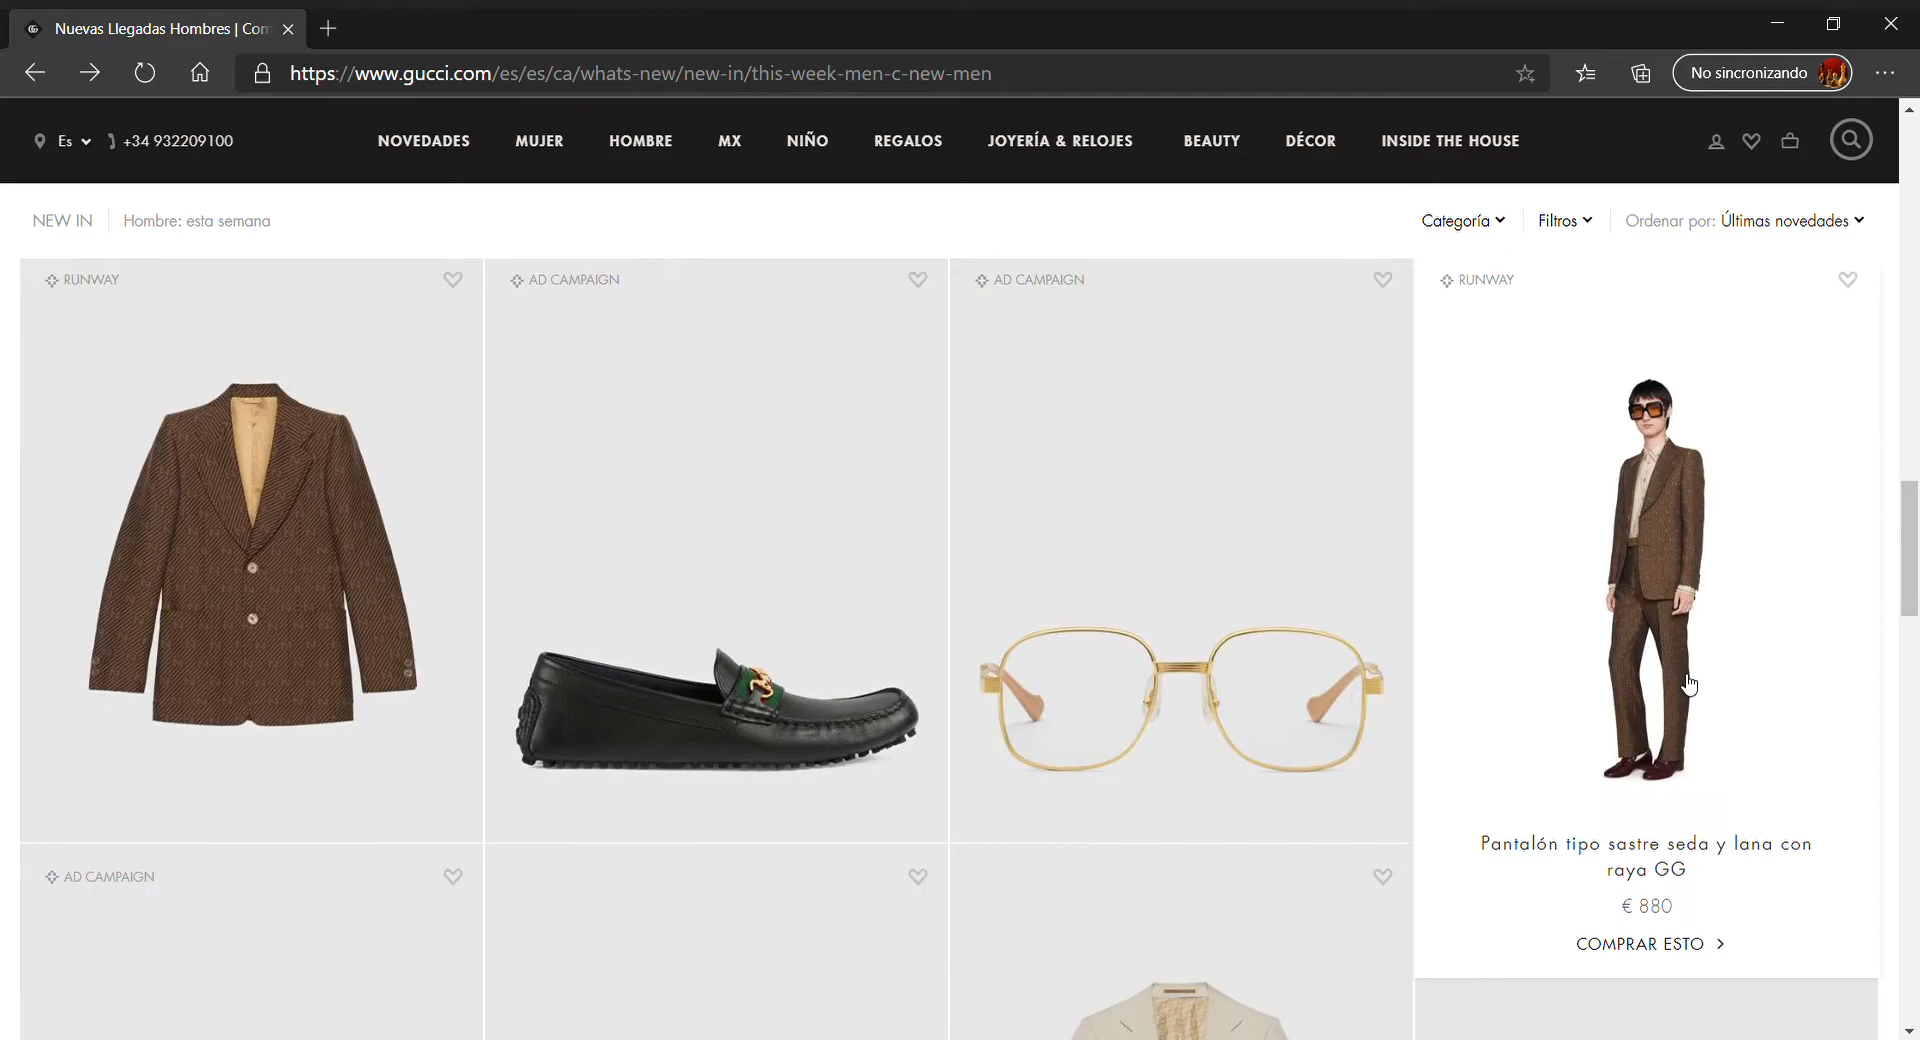 Nuevas Llegadas Hombres | Com
https://www.gucci.com/es/es/ca/whats-new/new-in/this-week-men-c-new-men
No sincronizando
Es
+34 932209100
NOVEDADES
MUJER
HOMBRE
MX
NIÑO
REGALOS
JOYERÍA & RELOJES
BEAUTY
DÉCOR
INSIDE THE HOUSE
NEW IN
Hombre: esta semana
Categoría
Filtros
Ordenar por: Últimas novedades
RUNWAY
AD CAMPAIGN
AD CAMPAIGN
RUNWAY
Pantalón tipo sastre seda y lana con
raya GG
€ 880
COMPRAR ESTO
AD CAMPAIGN